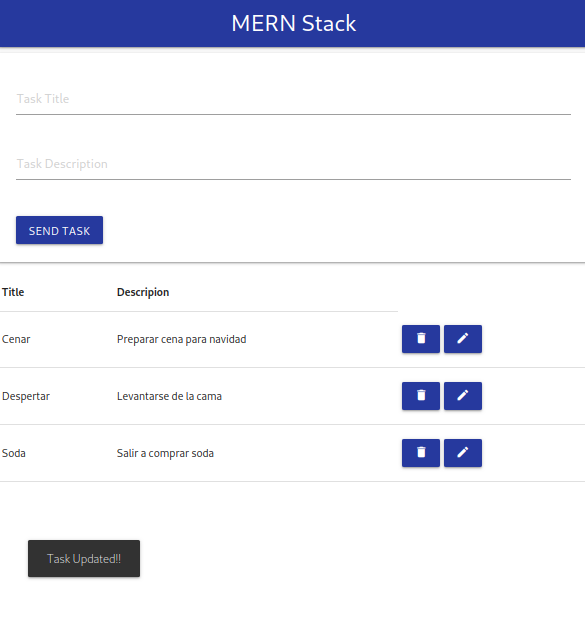 MERN Stack
Task Title
Task Description
SEND TASK
Title Descripion
Cenar Preparar cena para navidad
Despertar Levantarse de la cama
Soda Salir a comprar soda
Task Updated!!